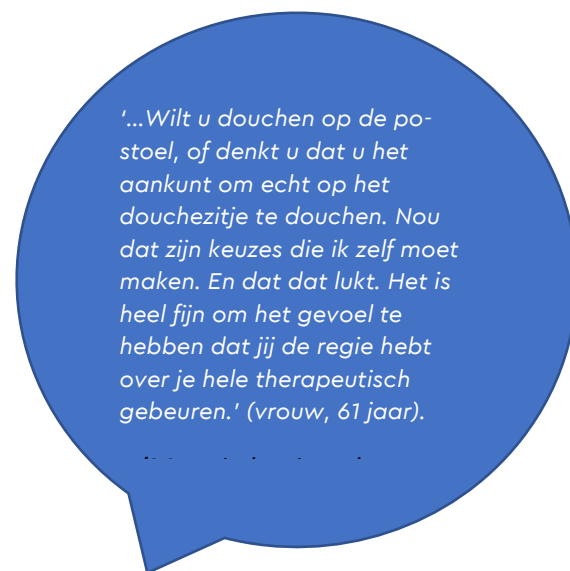 '...Wilt u douchen op de po-
stoel, of denkt u dat u het
aankunt om echt op het
douchezitje te douchen. Nou
dat zijn keuzes die ik zelf moet
maken. En dat dat lukt. Het is
heel fijn om het gevoel te
hebben dat jij de regie hebt
over je hele therapeutisch
gebeuren.' (vrouw, 61 jaar).